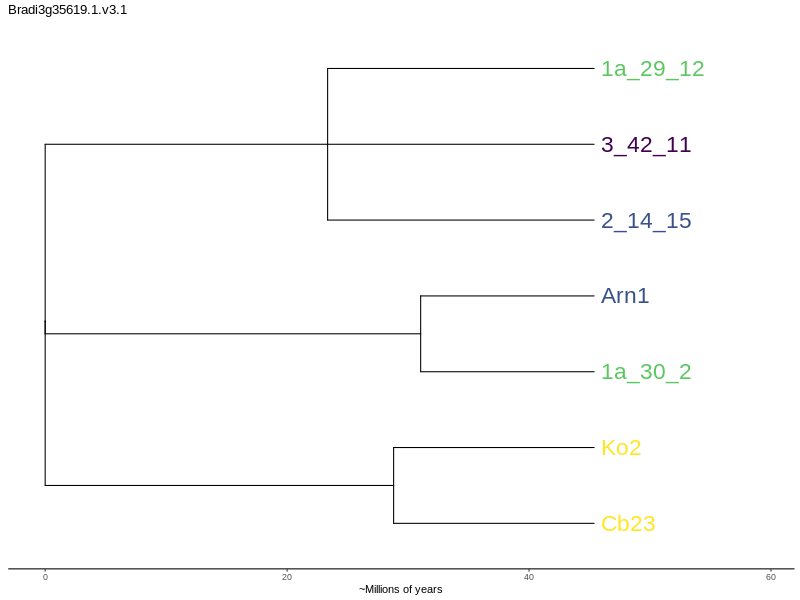 Bradi3g35619.1.v3.1
1a_29_12
3_42_11
2_14_15
Arn1
1a_30_2
Ko2
Cb23
0 20 40 60
~Millions of years